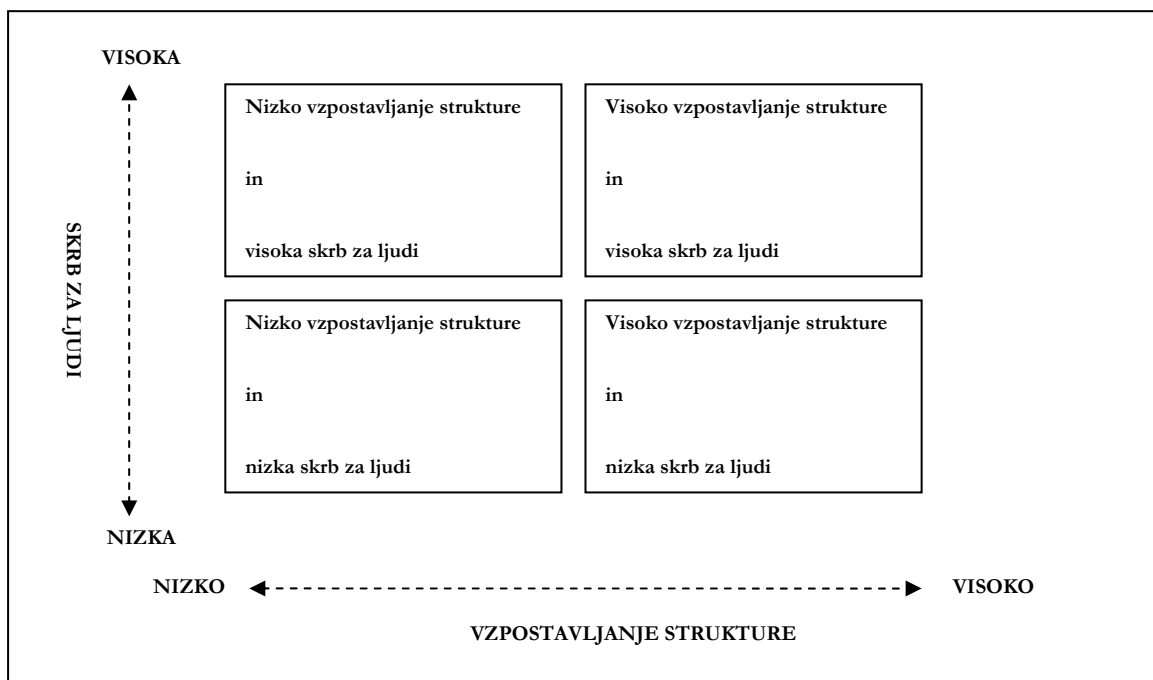 VISOKA
Nizko vzpostavljanje strukture
in
visoka skrb za ljudi
Visoko vzpostavljanje strukture
in
visoka skrb za ljudi
SKRB ZA LJUDI
Nizko vzpostavljanje strukture
in
nizka skrb za ljudi
Visoko vzpostavljanje strukture
in
nizka skrb za ljudi
NIZKA
NIZKO
VISOKO
VZPOSTAVLJANJE STRUKTURE